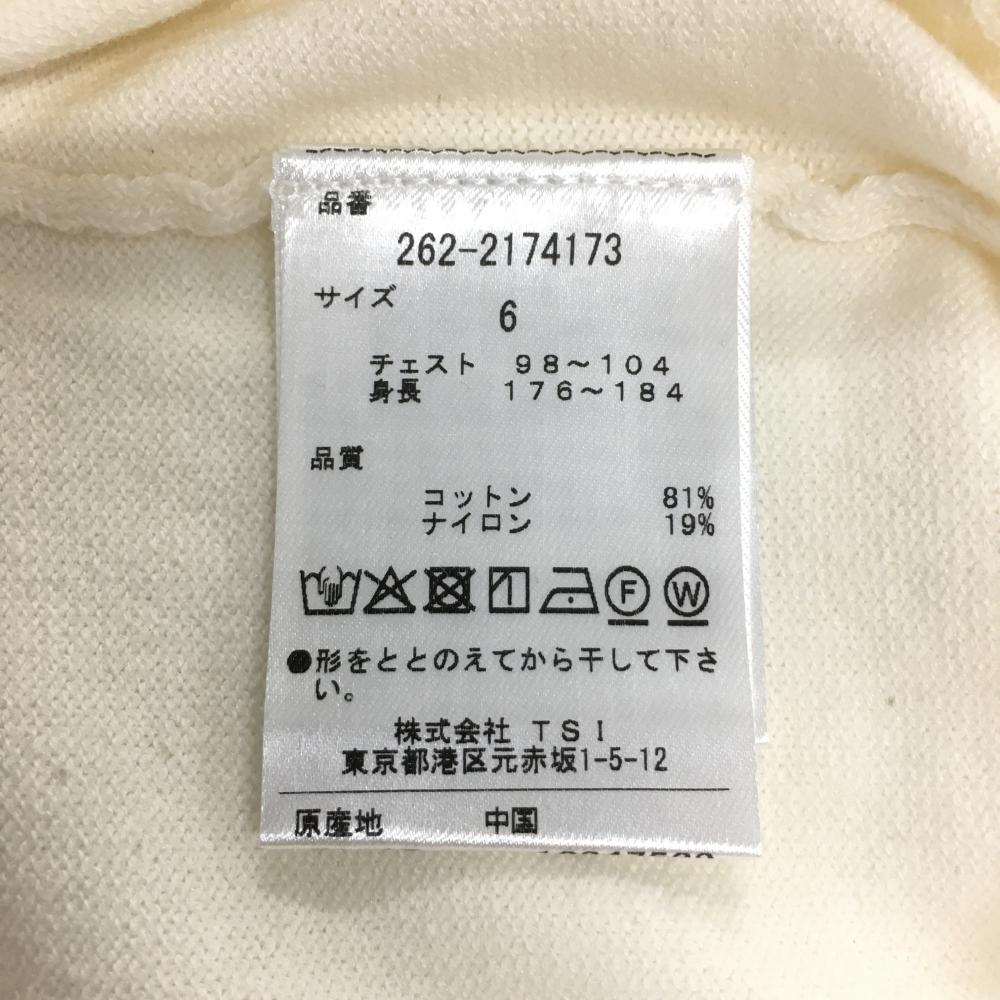 品番
262-2174173
サイズ
6
チェスト 98～104
身長 176～184
品質
コットン 81%
ナイロン 19%
F W
●形をととのえてから干して下さ
い。
株式会社 TSI
東京都港区元赤坂1-5-12
原産地 中国